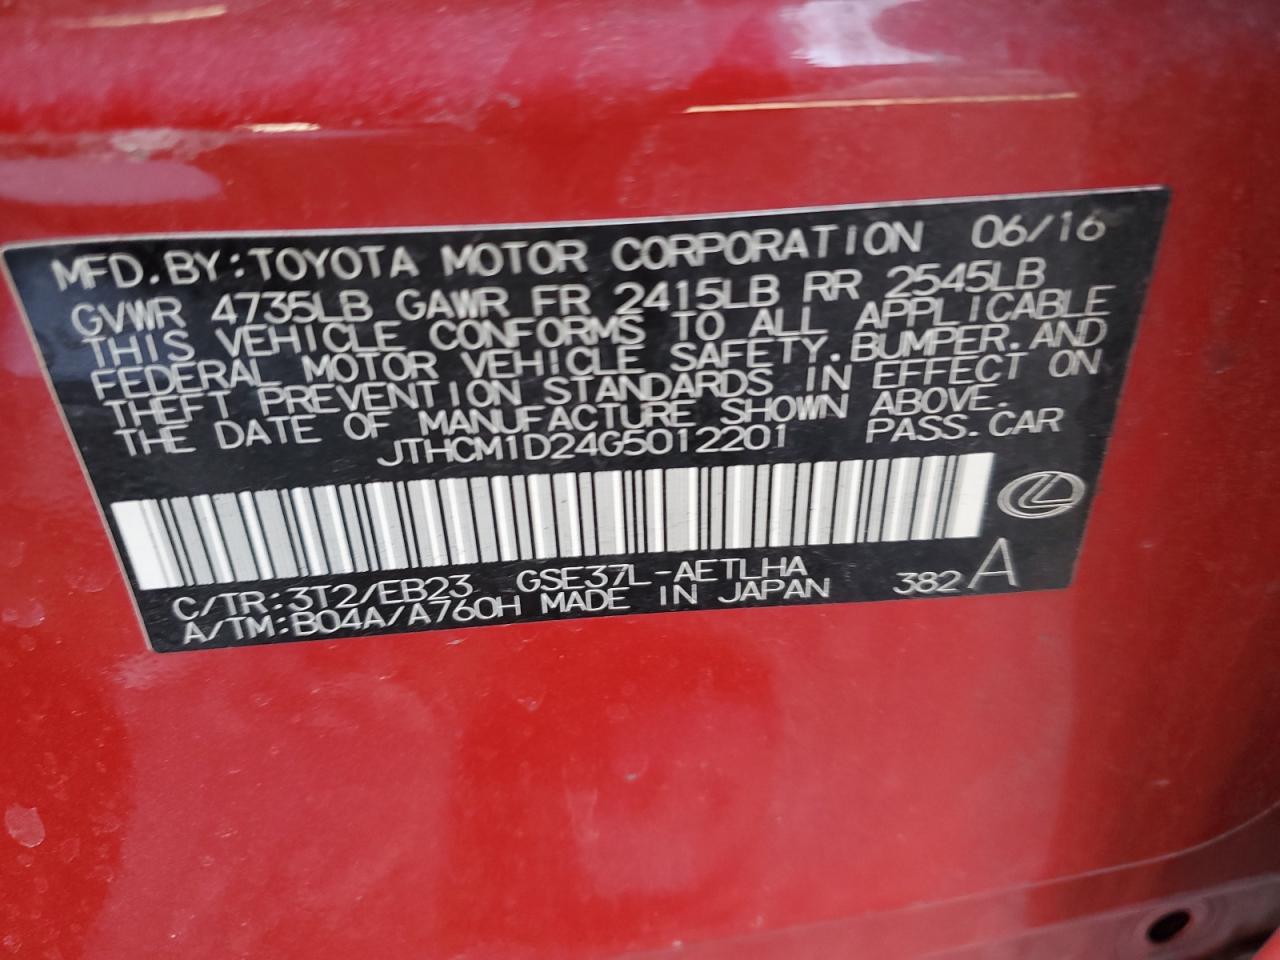 MFD.BY:TOYOTA MOTOR CORPORATION 06/16
GVWR 4735LB GAWR FR 2415LB RR 2545LB
THIS VEHICLE CONFORMS TO ALL APPLICABLE
FEDERAL MOTOR VEHICLE SAFETY.BUMPER.AND
THEFT PREVENTION STANDARDS IN EFFECT ON
THE DATE OF MANUFACTURE SHOWN ABOVE.
JTHCM1D24G5012201 PASS.CAR
C/TR:3T2/EB23 GSE37L-AETLHA
A/TM:B04A/A760H MADE IN JAPAN 382 A